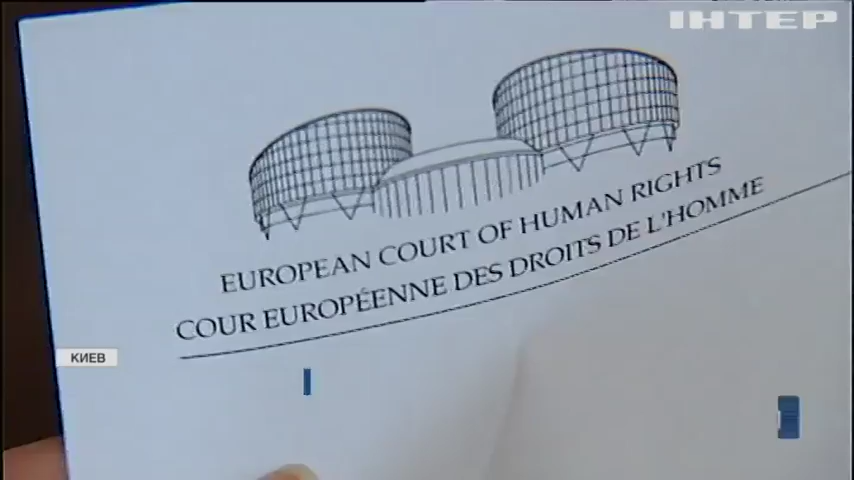 ІНТЕР
EUROPEAN COURT OF HUMAN RIGHTS
COUR EUROPÉENNE DES DROITS DE L'HOMME
КИЕВ